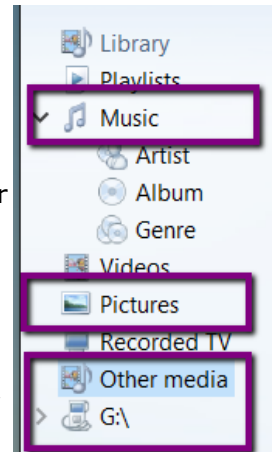 Library
Playlists
Music
Artist
r
Album
Genre
Videos
Pictures
Recorded TV
Other media
G:\